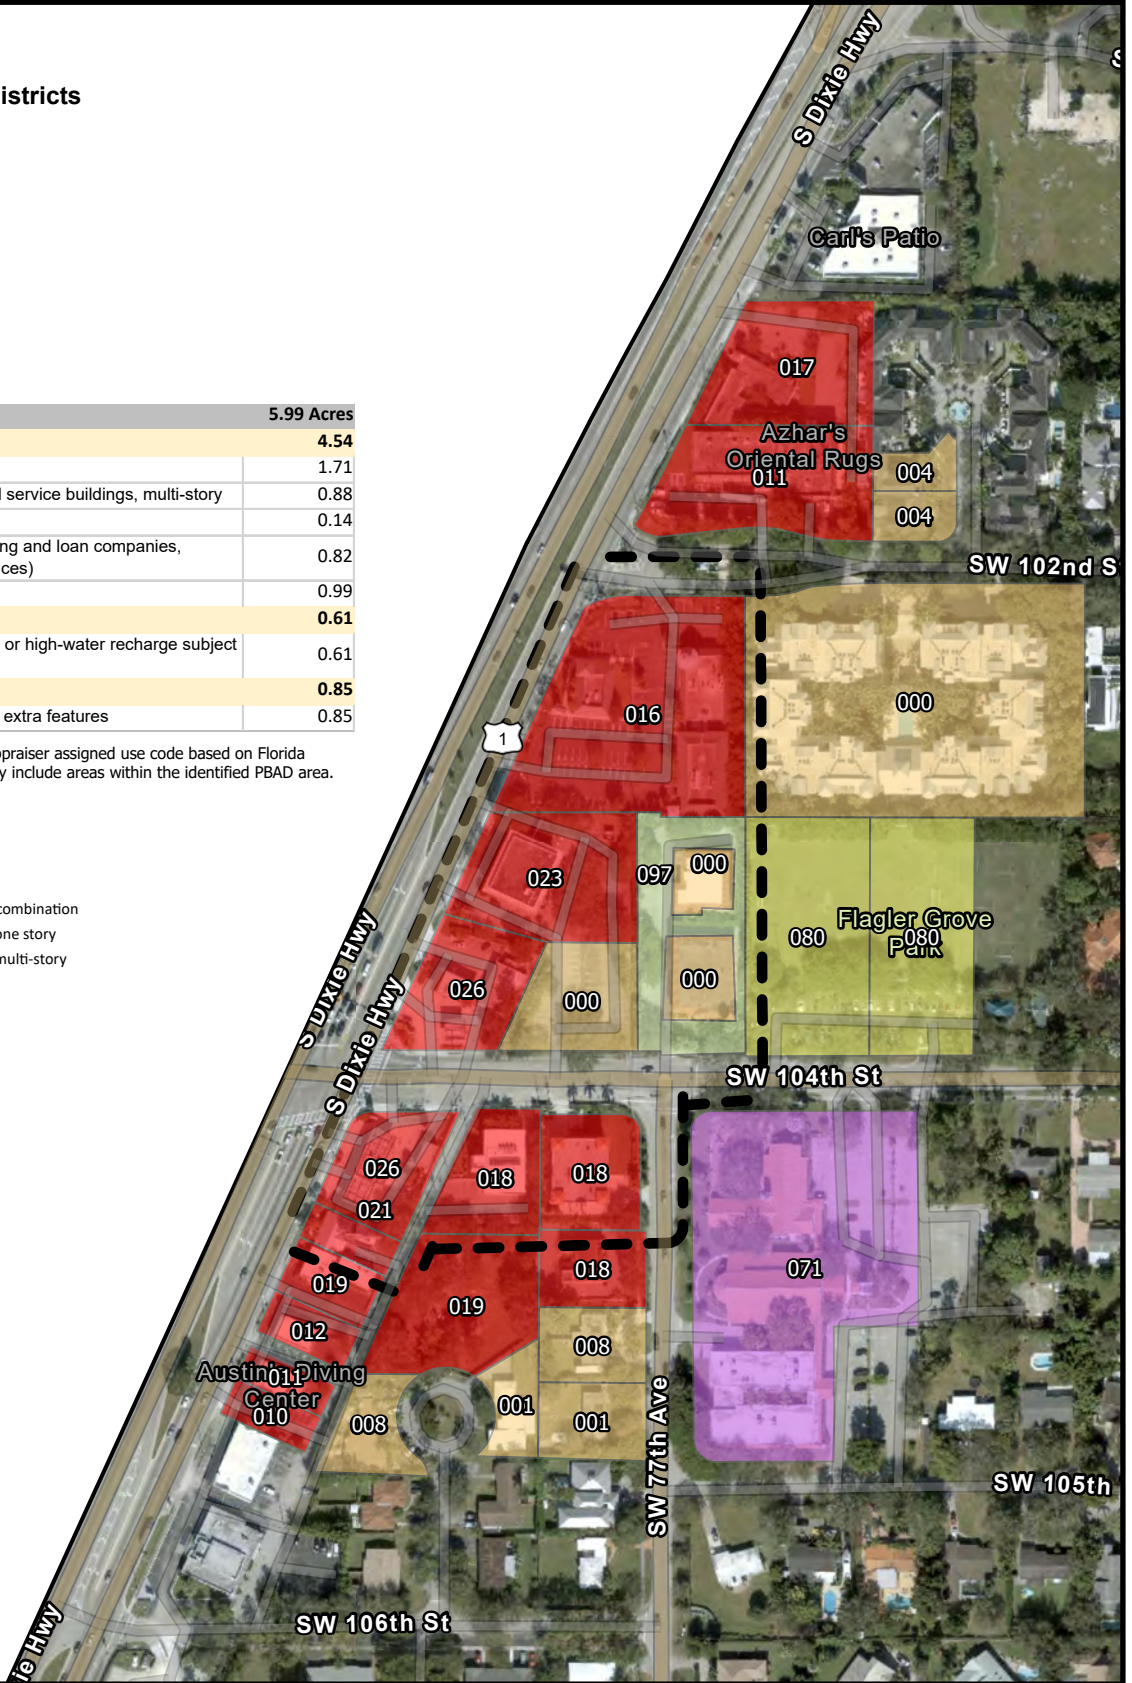 istricts
5.99 Acres
4.54
1.71
service buildings, multi-story 0.88
0.14
ng and loan companies,
ces) 0.82
0.99
0.61
or high-water recharge subject 0.61
0.85
extra features 0.85
praiser assigned use code based on Florida
y include areas within the identified PBAD area.
combination
one story
multi-story
S Dixie Hwy
Carl's Patio
017
Azhar's
Oriental Rugs
011
004
004
SW 102nd S
016
000
1
023
097
000
Flagler Grove
Park
080
080
026
000
000
S Dixie Hwy
S Dixie Hwy
SW 104th St
026
018
018
021
071
019
018
019
012
008
Austin's Diving
Center
011
010
008
001
001
SW 77th Ave
SW 105th
SW 106th St
ie Hwy